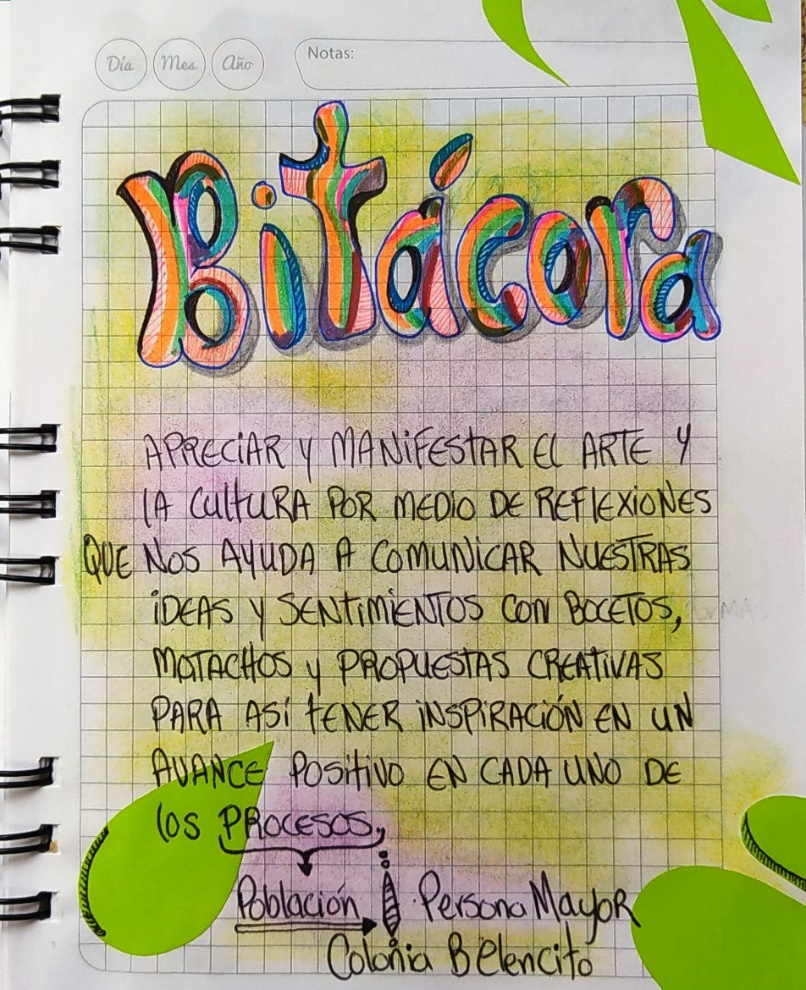 Día Mes Año Notas:
Bitácora
APRECIAR Y MANIFESTAR El ARTE Y
lA CUltURA POR MEDIO DE REFlEXIONES
QUE NOS AYUDA A COMUNICAR NUESTRAS
iDEAS Y SENtiMiENTOS CON BOCETOS,
MOTACHOS Y PROPUESTAS CREATiVAS
PARA ASí tENER iNSPiRACiÓN EN UN
AVANCE POSitiVO EN CADA UNO DE
lOS PROCESOS,
Población Persona Mayor
Colonia BElencito